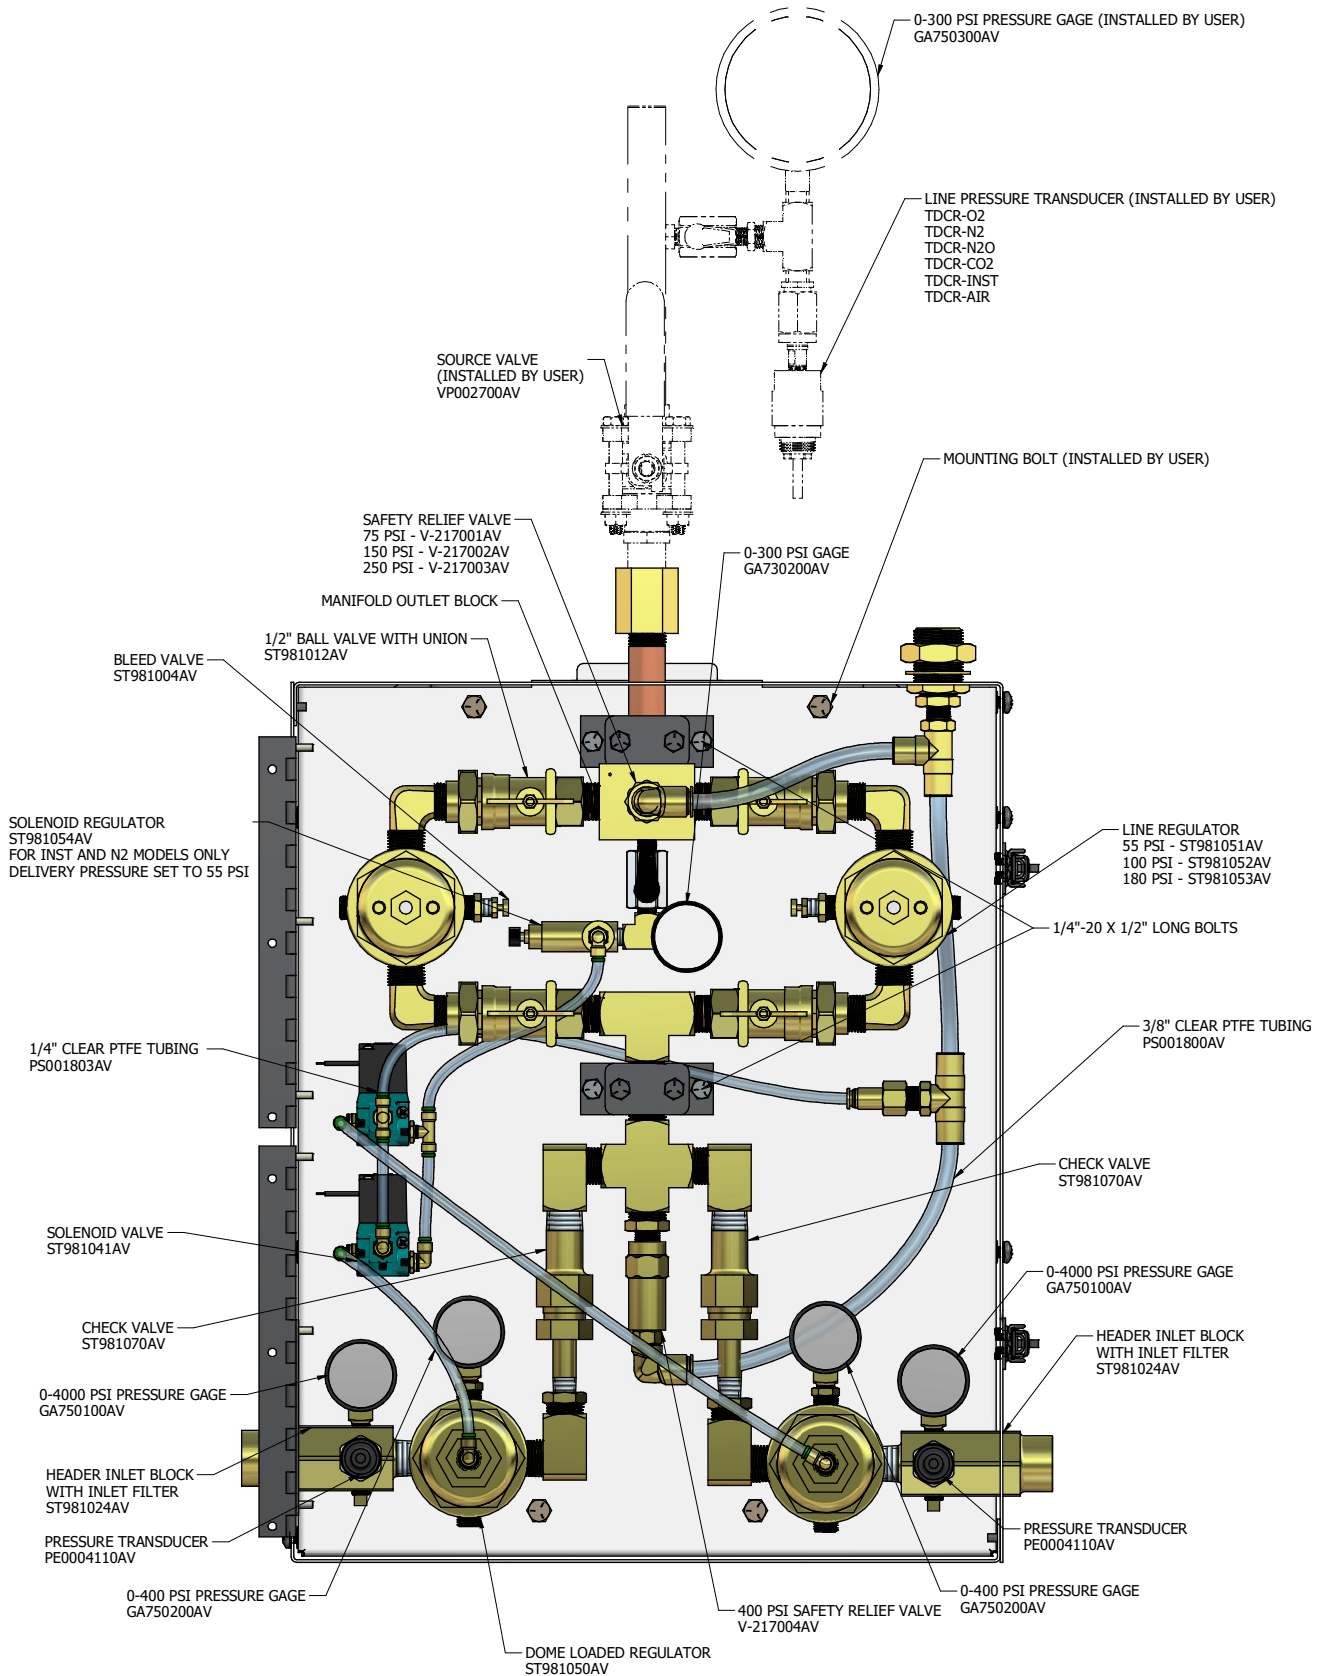 0-300 PSI PRESSURE GAGE (INSTALLED BY USER)
GA750300AV
LINE PRESSURE TRANSDUCER (INSTALLED BY USER)
TDCR-O2
TDCR-N2
TDCR-N2O
TDCR-CO2
TDCR-INST
TDCR-AIR
SOURCE VALVE
(INSTALLED BY USER)
VP002700AV
MOUNTING BOLT (INSTALLED BY USER)
SAFETY RELIEF VALVE
75 PSI - V-217001AV
150 PSI - V-217002AV
250 PSI - V-217003AV
0-300 PSI GAGE
GA730200AV
MANIFOLD OUTLET BLOCK
1/2" BALL VALVE WITH UNION
ST981012AV
BLEED VALVE
ST981004AV
SOLENOID REGULATOR
ST981054AV
FOR INST AND N2 MODELS ONLY
DELIVERY PRESSURE SET TO 55 PSI
LINE REGULATOR
55 PSI - ST981051AV
100 PSI - ST981052AV
180 PSI - ST981053AV
1/4"-20 X 1/2" LONG BOLTS
3/8" CLEAR PTFE TUBING
PS001800AV
1/4" CLEAR PTFE TUBING
PS001803AV
CHECK VALVE
ST981070AV
SOLENOID VALVE
ST981041AV
0-4000 PSI PRESSURE GAGE
GA750100AV
CHECK VALVE
ST981070AV
HEADER INLET BLOCK
WITH INLET FILTER
ST981024AV
0-4000 PSI PRESSURE GAGE
GA750100AV
HEADER INLET BLOCK
WITH INLET FILTER
ST981024AV
PRESSURE TRANSDUCER
PE0004110AV
PRESSURE TRANSDUCER
PE0004110AV
0-400 PSI PRESSURE GAGE
GA750200AV
0-400 PSI PRESSURE GAGE
GA750200AV
400 PSI SAFETY RELIEF VALVE
V-217004AV
DOME LOADED REGULATOR
ST981050AV